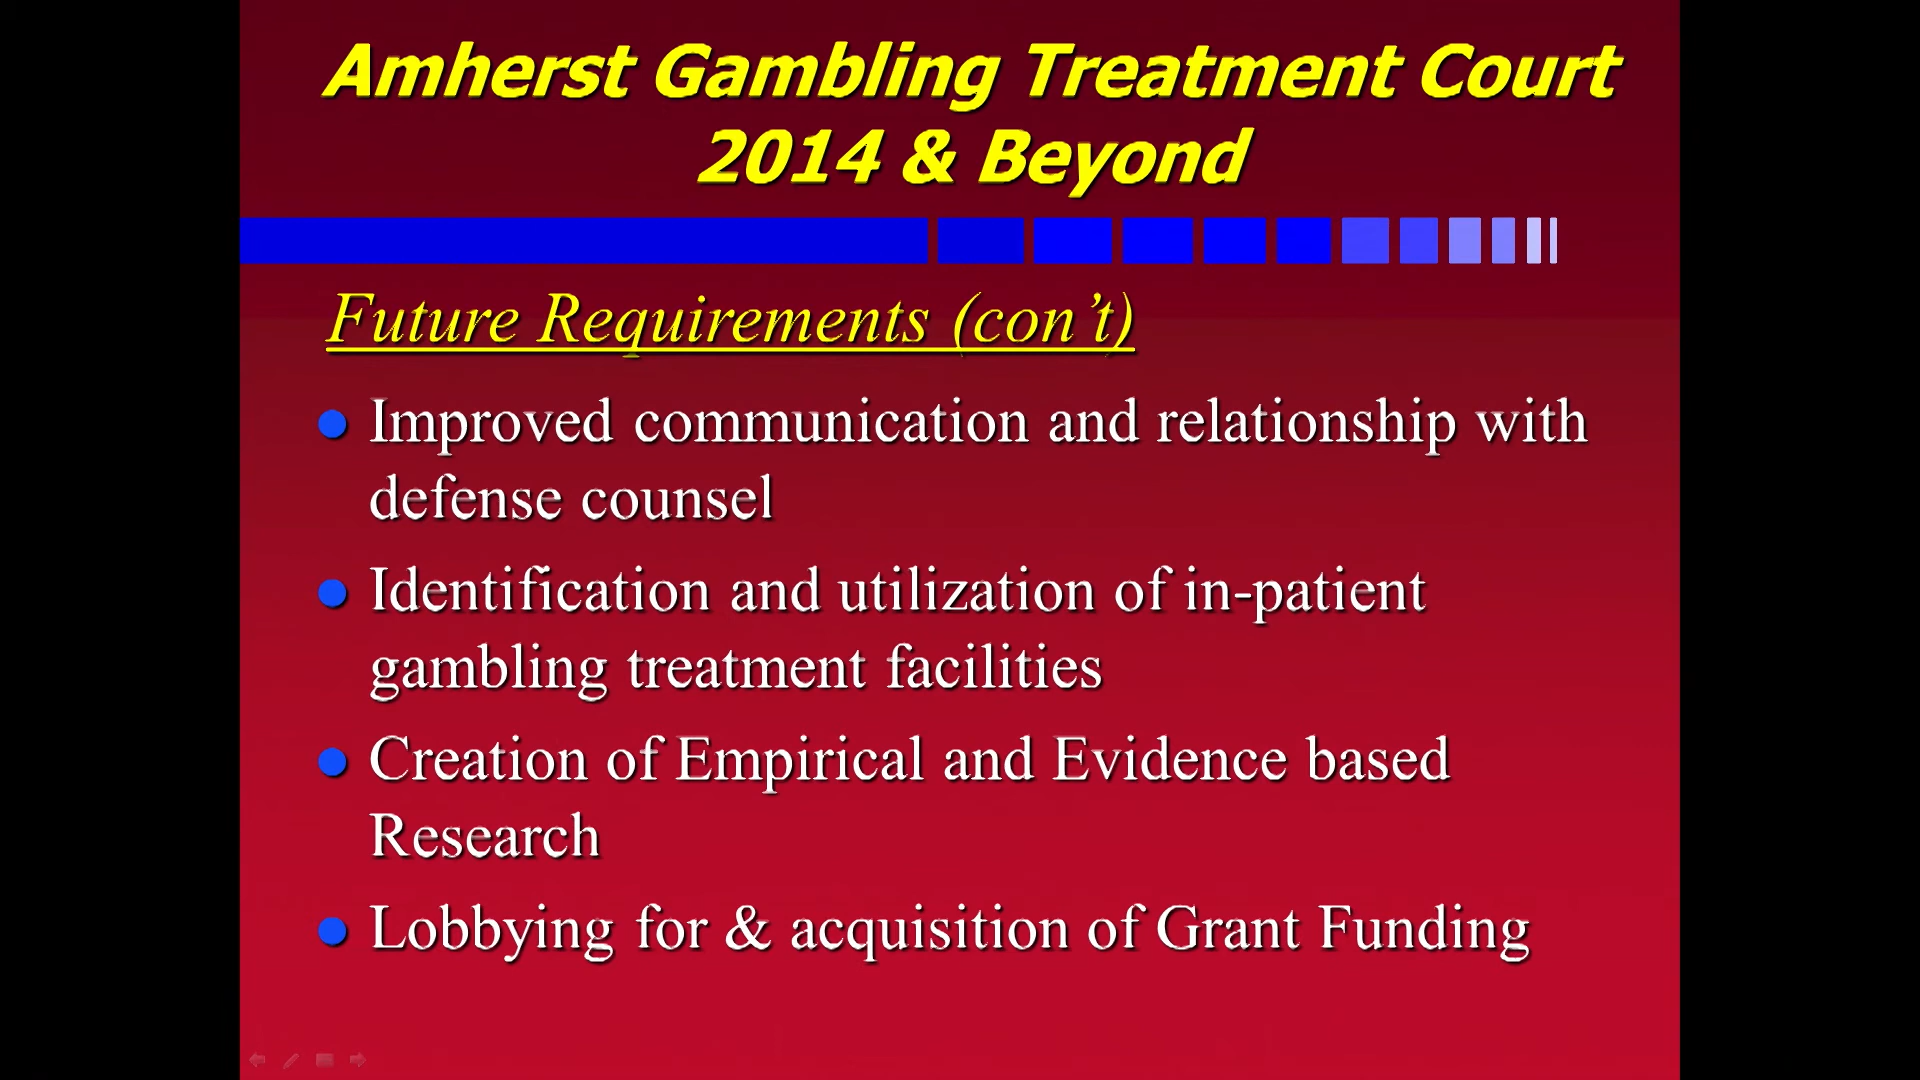 Amherst Gambling Treatment Court
2014 & Beyond
Future Requirements (con’t)
Improved communication and relationship with
defense counsel
Identification and utilization of in-patient
gambling treatment facilities
Creation of Empirical and Evidence based
Research
Lobbying for & acquisition of Grant Funding